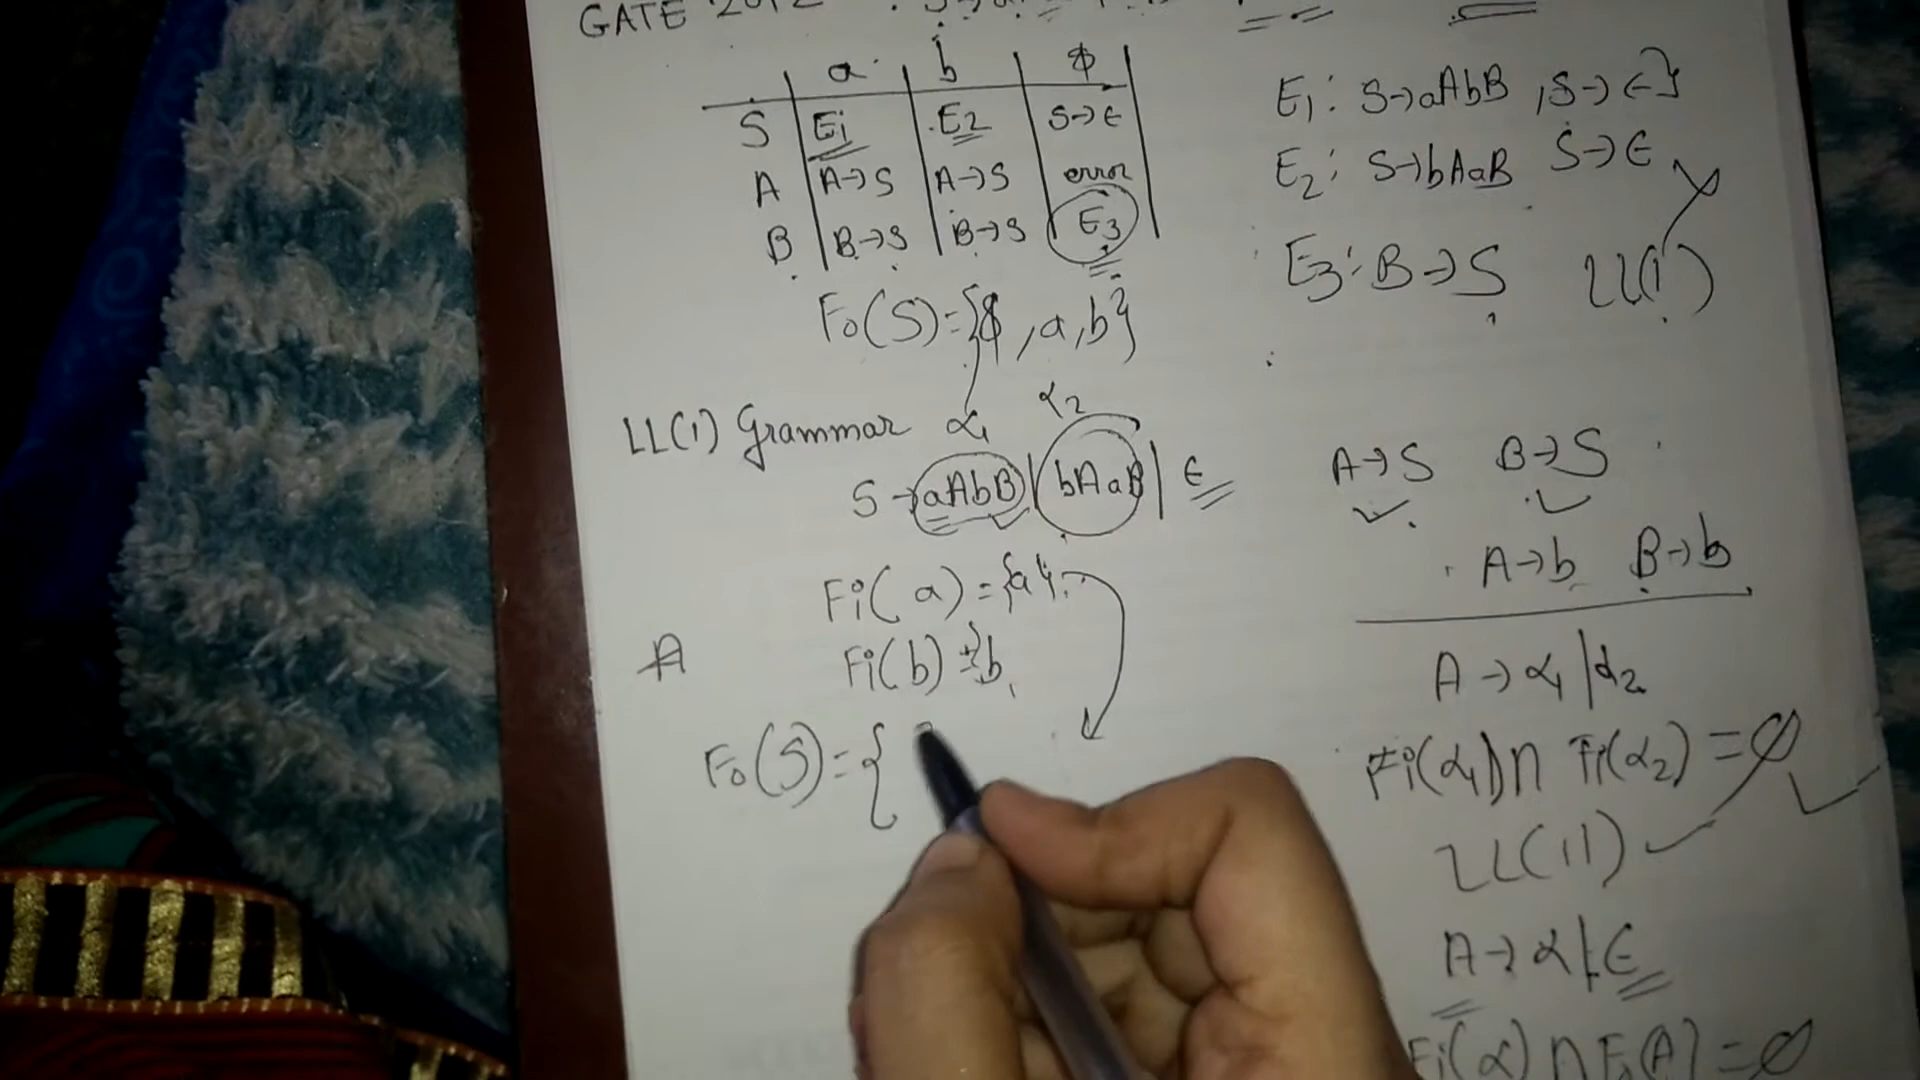 GATE 2012
a b $
S E1 E2 S→ε
A A→S A→S error
B B→S B→S E3
Fo(S)={$,a,b}
E1: S→aAbB, S→ε}
E2: S→bAaB S→ε
E3: B→S LL(1)
LL(1) Grammar α1 α2
S→aAbB|bAaB|ε
Fi(a)={a}
A Fi(b)={b
Fo(S)={
A→S B→S
A→b B→b
A→α1|α2
Fi(α1)∩Fi(α2)=φ
LL(1)
A→α|ε
Fi(α)∩Fo(A)=φ